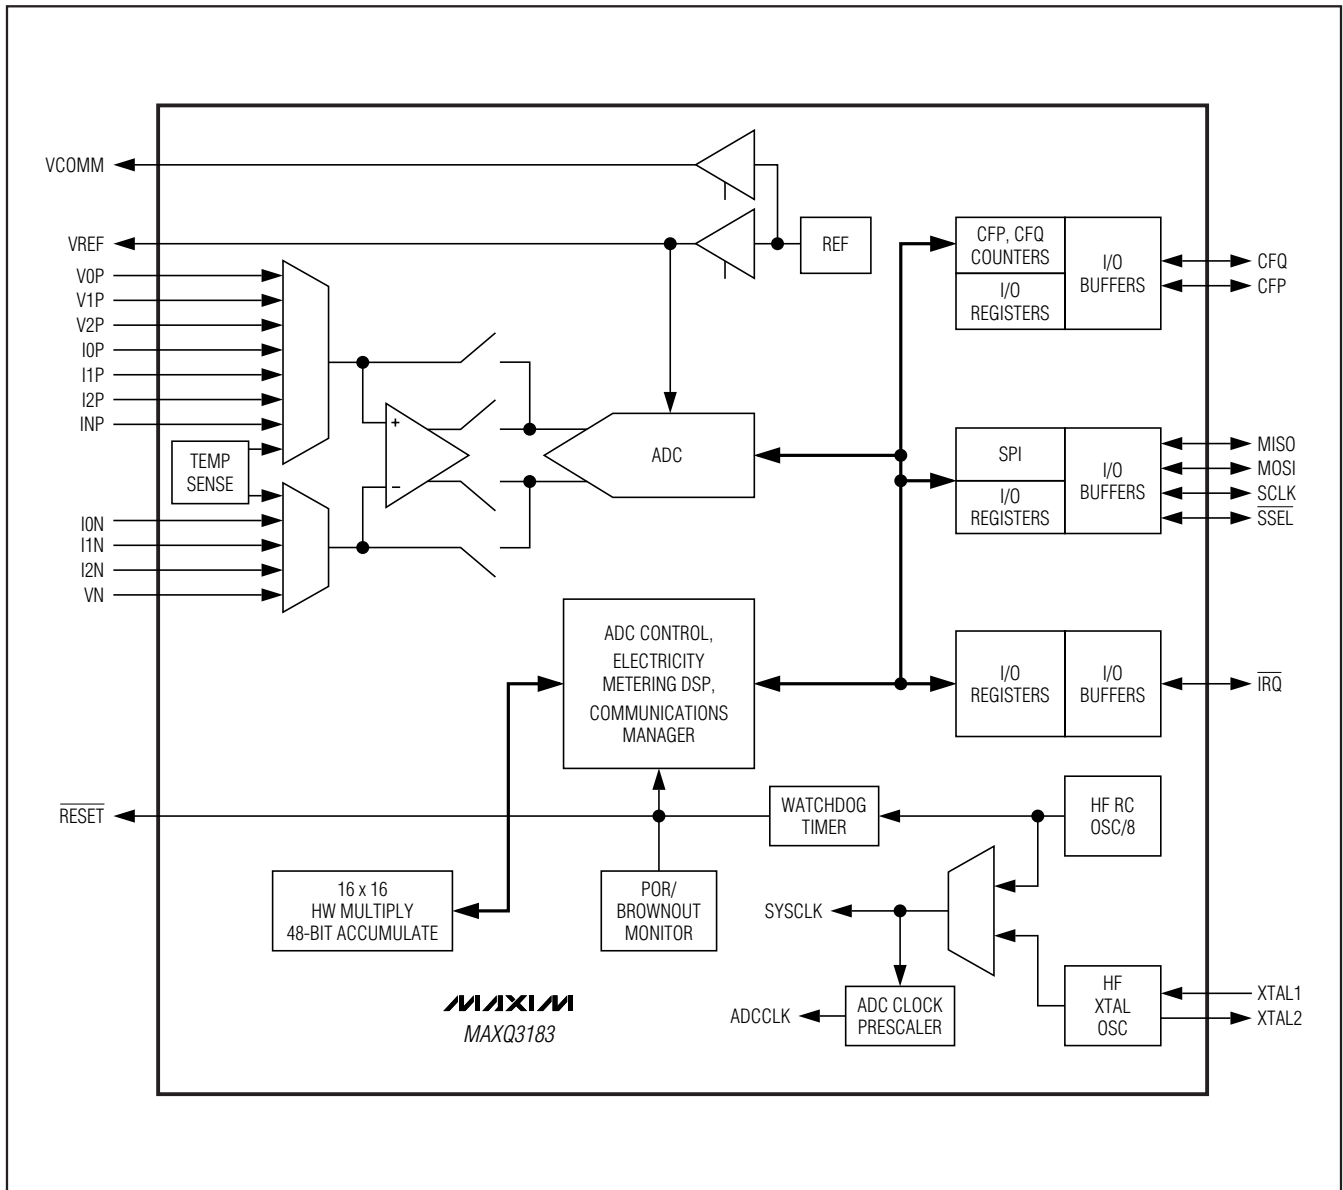 VCOMM
VREF
REF
V0P
V1P
V2P
I0P
I1P
I2P
INP
TEMP
SENSE
I0N
I1N
I2N
VN
+
−
ADC
CFP, CFQ
COUNTERS
I/O
REGISTERS
I/O
BUFFERS
CFQ
CFP
SPI
I/O
REGISTERS
I/O
BUFFERS
MISO
MOSI
SCLK
S̅S̅E̅L̅
ADC CONTROL,
ELECTRICITY
METERING DSP,
COMMUNICATIONS
MANAGER
I/O
REGISTERS
I/O
BUFFERS
I̅R̅Q̅
R̅E̅S̅E̅T̅
WATCHDOG
TIMER
HF RC
OSC/8
16 x 16
HW MULTIPLY
48-BIT ACCUMULATE
POR/
BROWNOUT
MONITOR
SYSCLK
ADCCLK
ADC CLOCK
PRESCALER
HF
XTAL
OSC
XTAL1
XTAL2
MAXIM
MAXQ3183